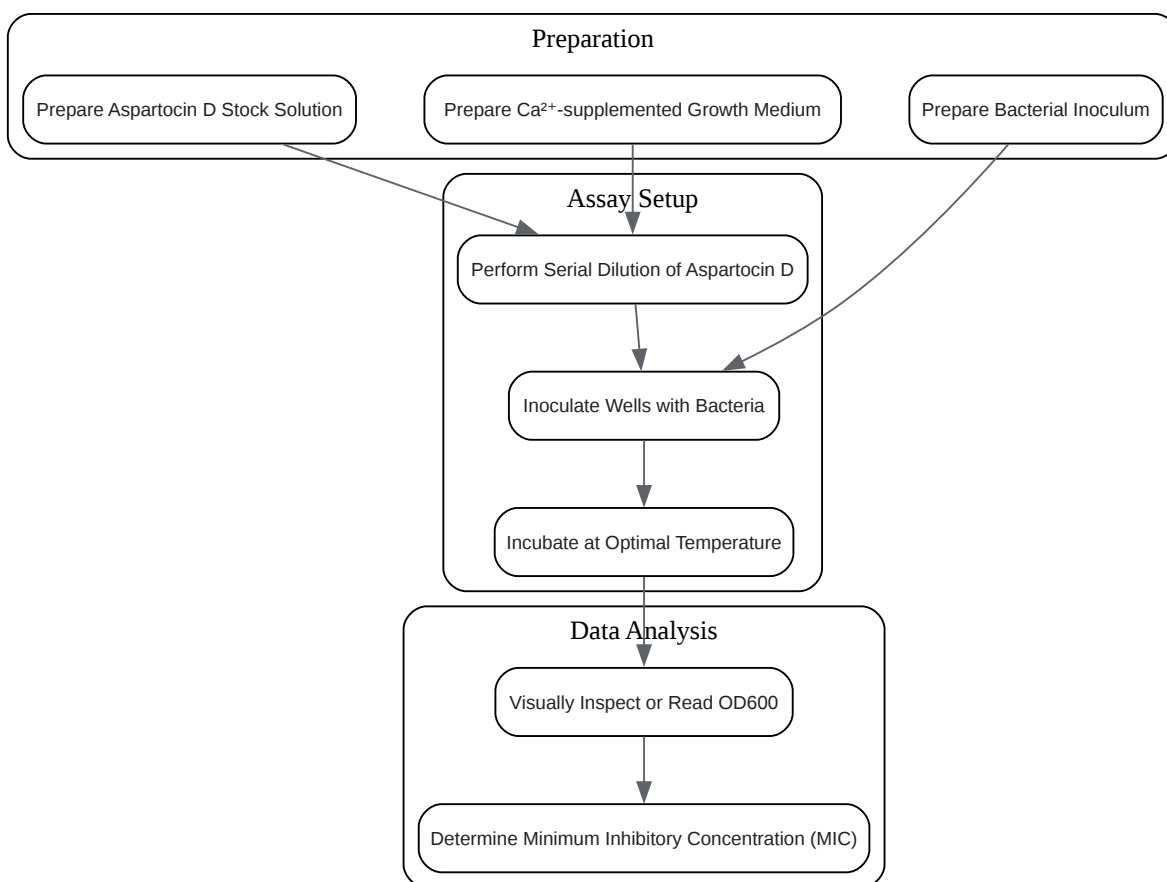 Preparation
Prepare Aspartocin D Stock Solution
Prepare Ca²⁺-supplemented Growth Medium
Prepare Bacterial Inoculum
Assay Setup
Perform Serial Dilution of Aspartocin D
Inoculate Wells with Bacteria
Incubate at Optimal Temperature
Data Analysis
Visually Inspect or Read OD600
Determine Minimum Inhibitory Concentration (MIC)